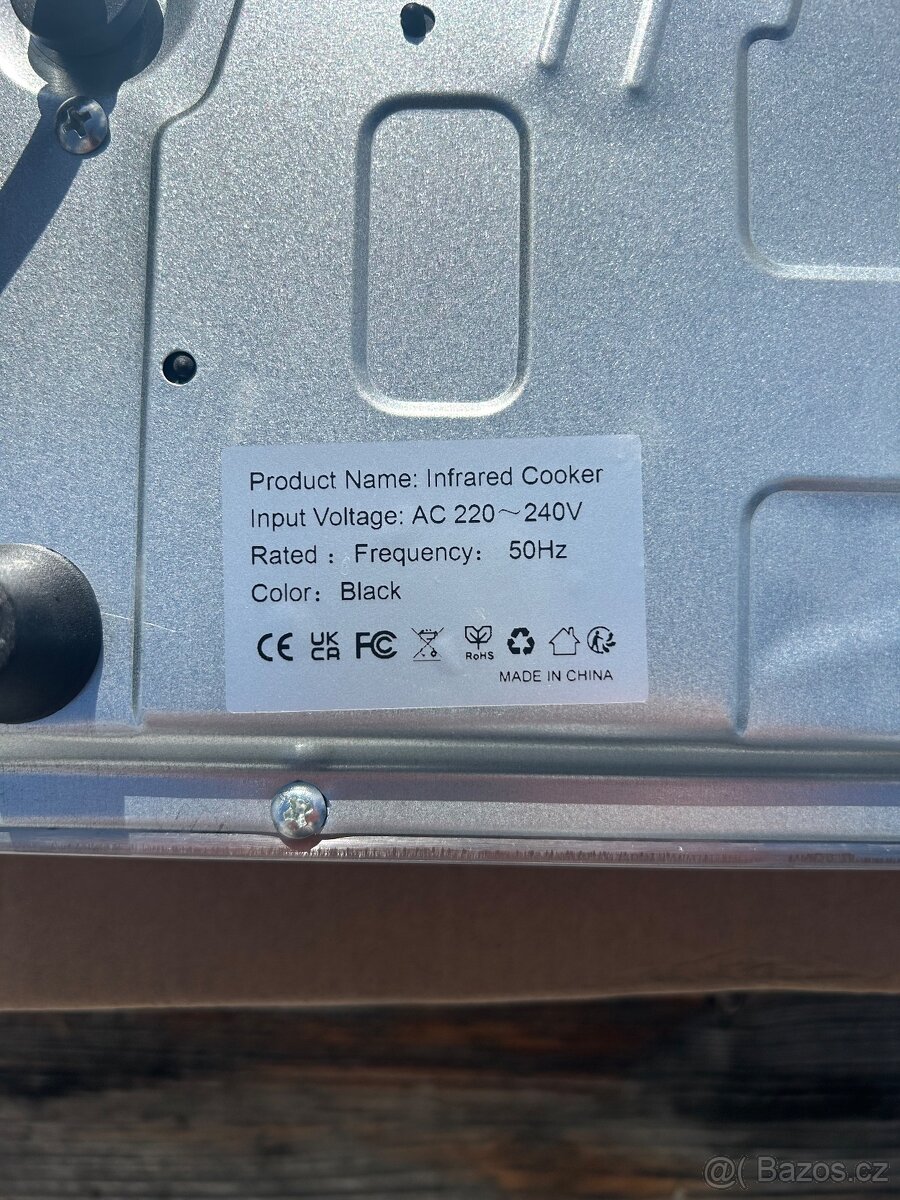 Product Name: Infrared Cooker
Input Voltage: AC 220～240V
Rated： Frequency： 50Hz
Color： Black
CE UK CA FC RoHS
MADE IN CHINA
@( Bazos.cz